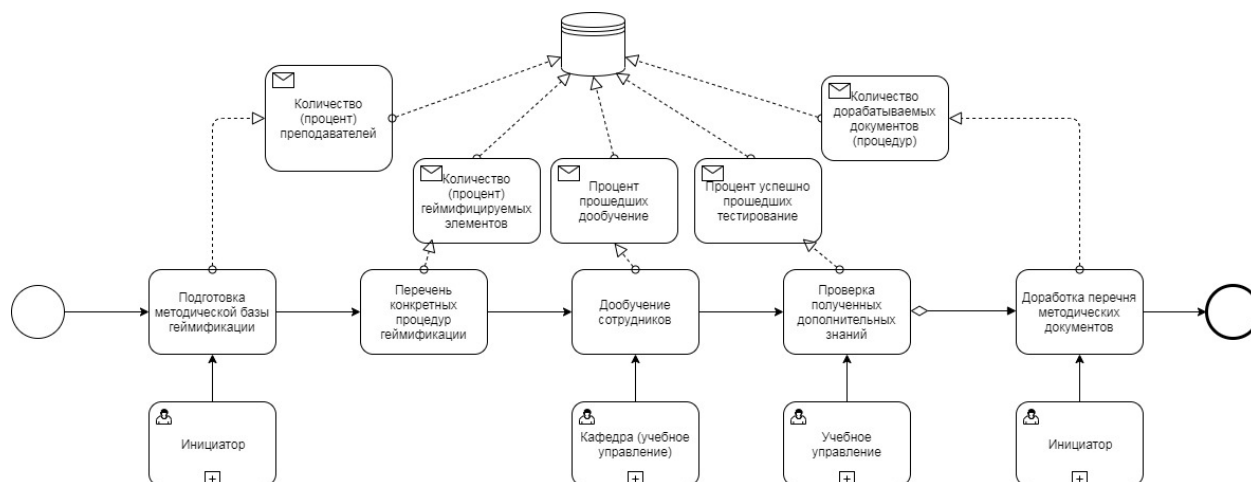 Количество
(процент)
преподавателей
Количество
дорабатываемых
документов
(процедур)
Количество
(процент)
геймифицируемых
элементов
Процент
прошедших
дообучение
Процент успешно
прошедших
тестирование
Подготовка
методической базы
геймификации
Перечень
конкретных
процедур
геймификации
Дообучение
сотрудников
Проверка
полученных
дополнительных
знаний
Доработка перечня
методических
документов
Инициатор
Кафедра (учебное
управление)
Учебное
управление
Инициатор